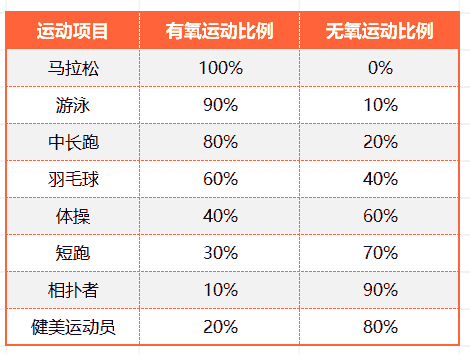 运动项目 有氧运动比例 无氧运动比例
马拉松 100% 0%
游泳 90% 10%
中长跑 80% 20%
羽毛球 60% 40%
体操 40% 60%
短跑 30% 70%
相扑者 10% 90%
健美运动员 20% 80%